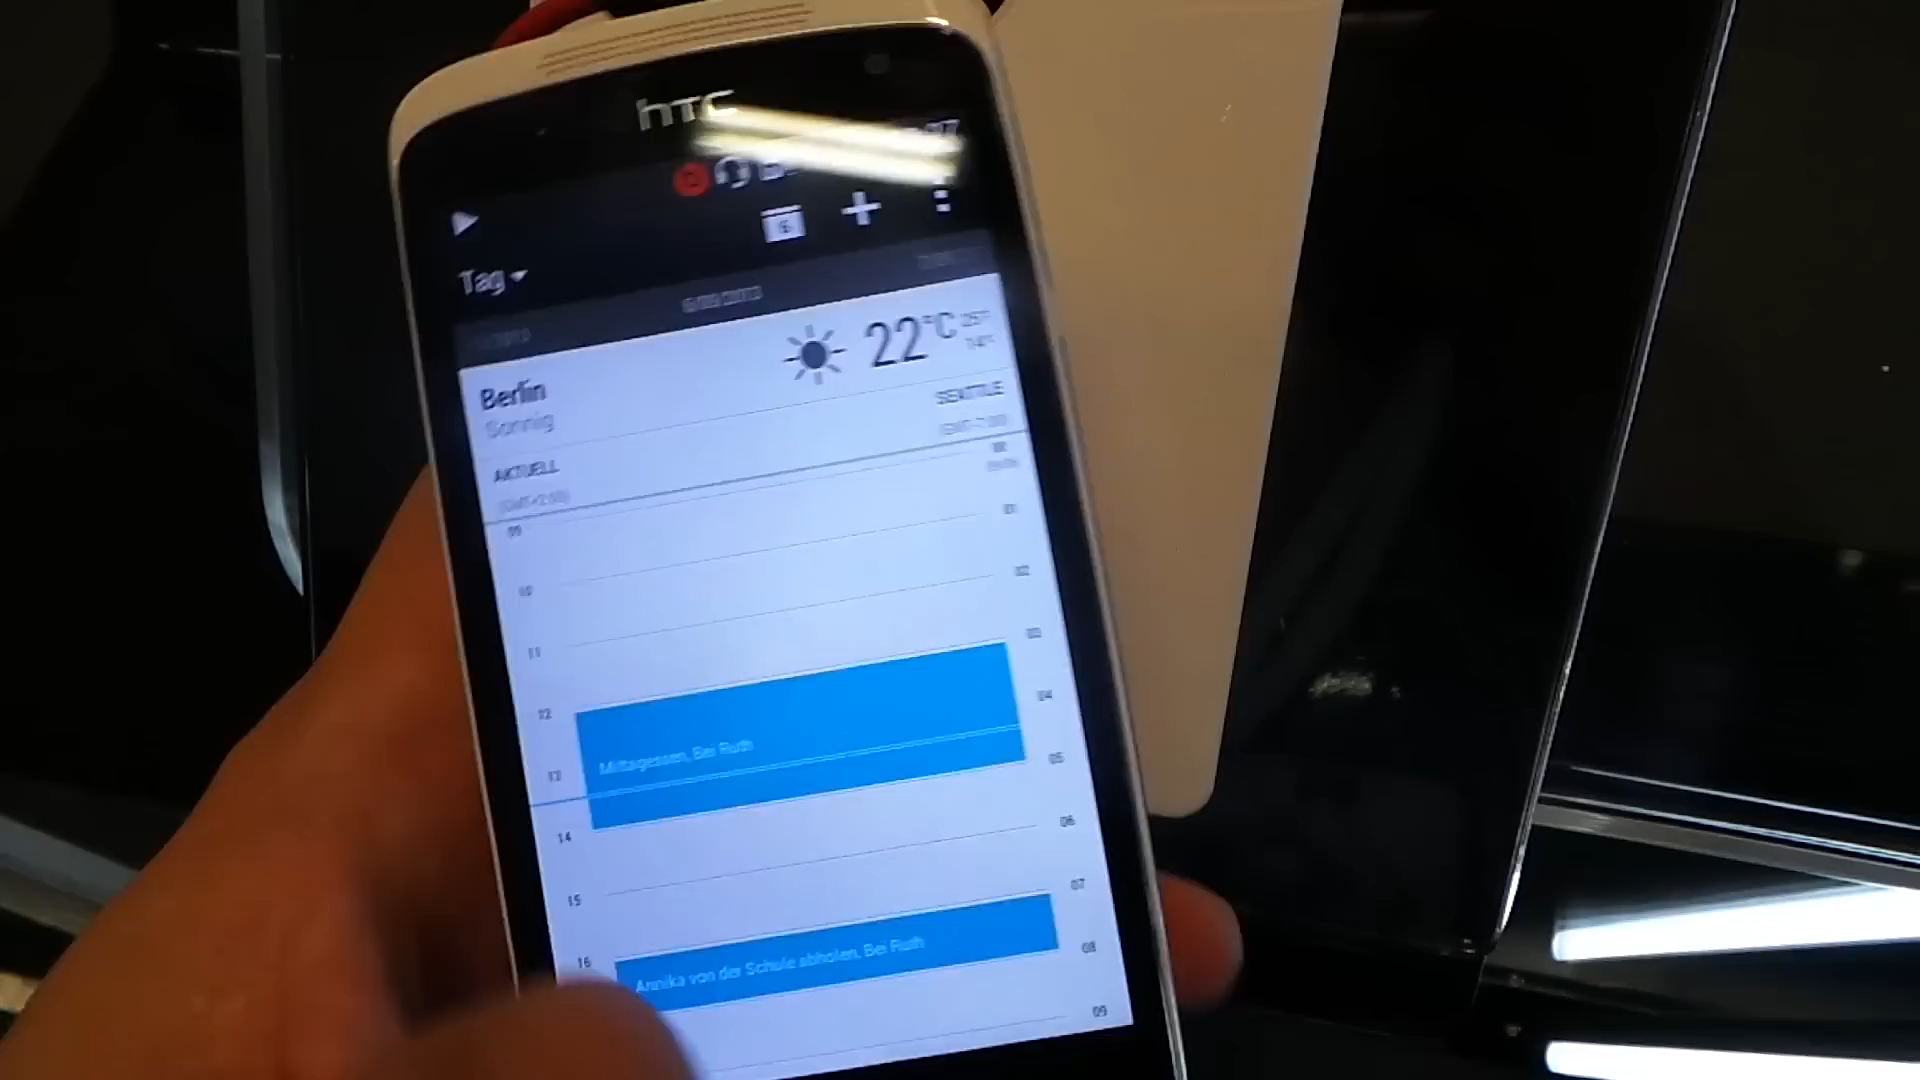 htc
6
Tag
Berlin
Sonnig
22°C
SEATTLE
AKTUELL
09
10
11
12
13
14
15
16
01
02
03
04
05
06
07
08
09
Mittagessen, Bei Ruth
Annika von der Schule abholen, Bei Ruth